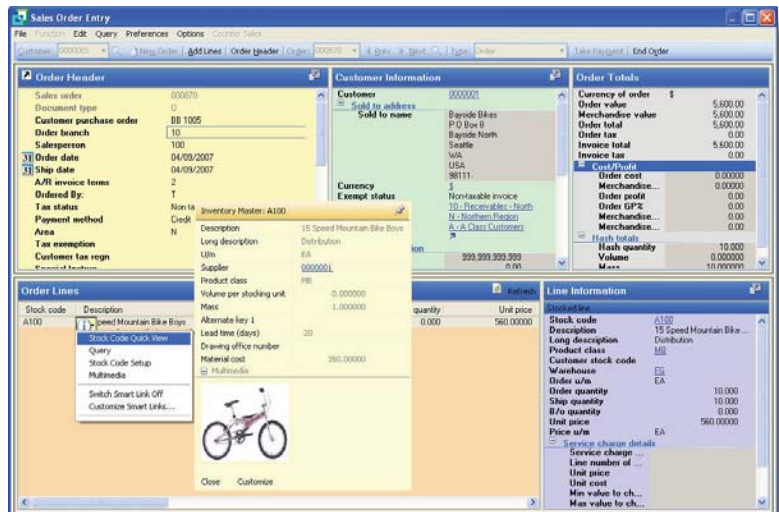 Sales Order Entry
File Function Edit Query Preferences Options Counter Sales
Customer: 0000001 New Order Add Lines Order Header Order: 000870 Prev Next Type: Order Take Payment End Order
Order Header
Sales order 000870
Document type O
Customer purchase order BB 1005
Order branch 10
Salesperson 100
31 Order date 04/09/2007
31 Ship date 04/09/2007
A/R invoice terms 2
Ordered By: T
Tax status Non ta
Payment method Credit
Area N
Tax exemption
Customer tax regn
Customer Information
Customer 0000001
Sold to address
Sold to name Bayside Bikes
P O Box 8
Bayside North
Seattle
WA
USA
98111-
Currency $
Exempt status Non-taxable invoice
10 - Receivables - North
N - Northern Region
A - A Class Customers
999,999,999,999
0.00
Order Totals
Currency of order $
Order value 5,600.00
Merchandise value 5,600.00
Order total 5,600.00
Order tax 0.00
Invoice total 5,600.00
Invoice tax 0.00
Cost/Profit
Order cost 0.00000
Merchandise... 0.00000
Order profit 0.00
Order GP% 0.00
Merchandise... 0.00
Merchandise... 0.00
Hash totals
Hash quantity 10.000
Volume 0.000000
Mass 10.000000
Inventory Master: A100
Description 15 Speed Mountain Bike Boys
Long description Distribution
U/m EA
Supplier 0000001
Product class MB
Volume per stocking unit 0.000000
Mass 1.000000
Alternate key 1
Lead time (days) 20
Drawing office number
Material cost 350.00000
Multimedia
Close Customize
Order Lines Refresh
Stock code Description quantity Unit price
A100 peed Mountain Bike Boys 0.000 560.00000
Stock Code Quick View
Query
Stock Code Setup
Multimedia
Switch Smart Link Off
Customize Smart Links...
Line Information
Stocked line
Stock code A100
Description 15 Speed Mountain Bike ...
Long description Distribution
Product class MB
Customer stock code
Warehouse FG
Order u/m EA
Order quantity 10.000
Ship quantity 10.000
B/o quantity 0.000
Unit price 560.00000
Price u/m EA
Service charge details
Service charge ...
Line number of ...
Unit price
Unit cost
Min value to ch...
Max value to ch...